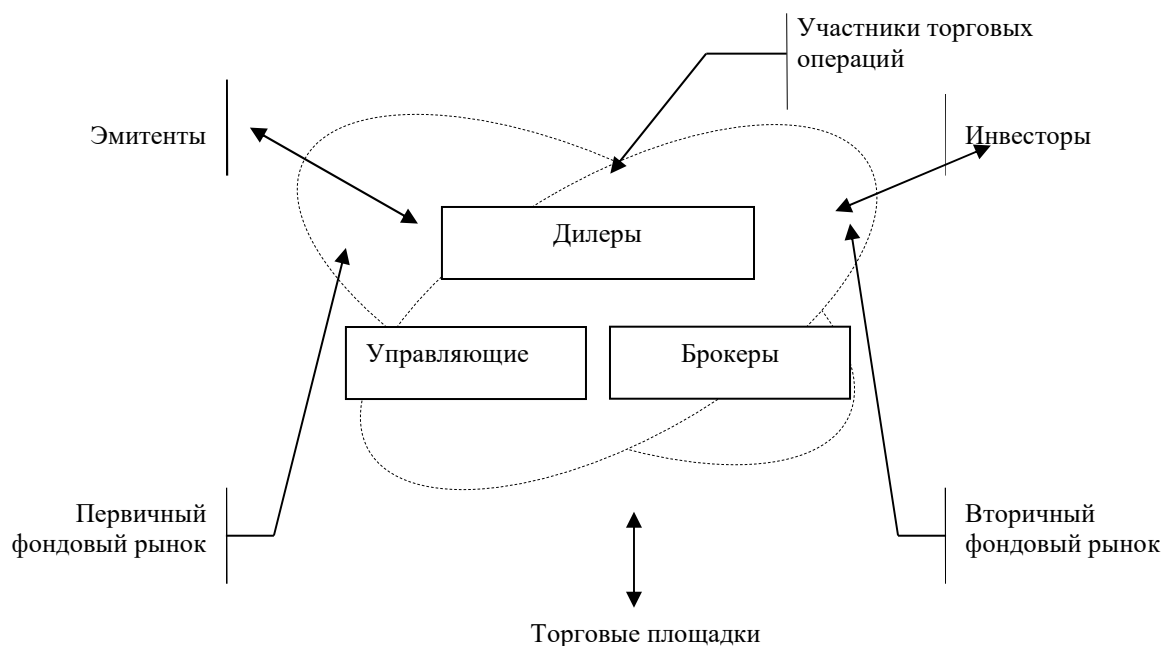 Участники торговых
операций
Эмитенты
Инвесторы
Дилеры
Управляющие
Брокеры
Первичный
фондовый рынок
Вторичный
фондовый рынок
Торговые площадки